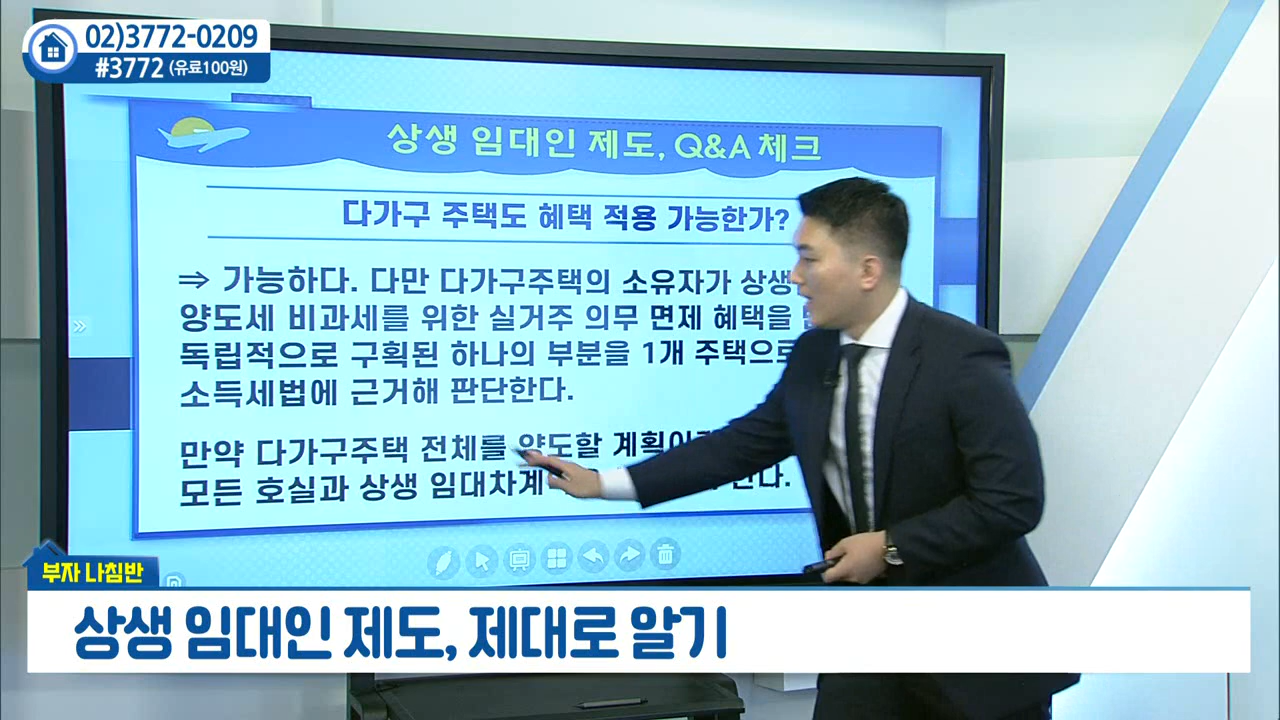 02)3772-0209
#3772 (유료100원)
상생 임대인 제도, Q&A 체크
다가구 주택도 혜택 적용 가능한가?
⇒ 가능하다. 다만 다가구주택의 소유자가 상생
양도세 비과세를 위한 실거주 의무 면제 혜택을
독립적으로 구획된 하나의 부분을 1개 주택으로
소득세법에 근거해 판단한다.
만약 다가구주택 전체를 양도할
모든 호실과 상생
부자 나침반
상생 임대인 제도, 제대로 알기